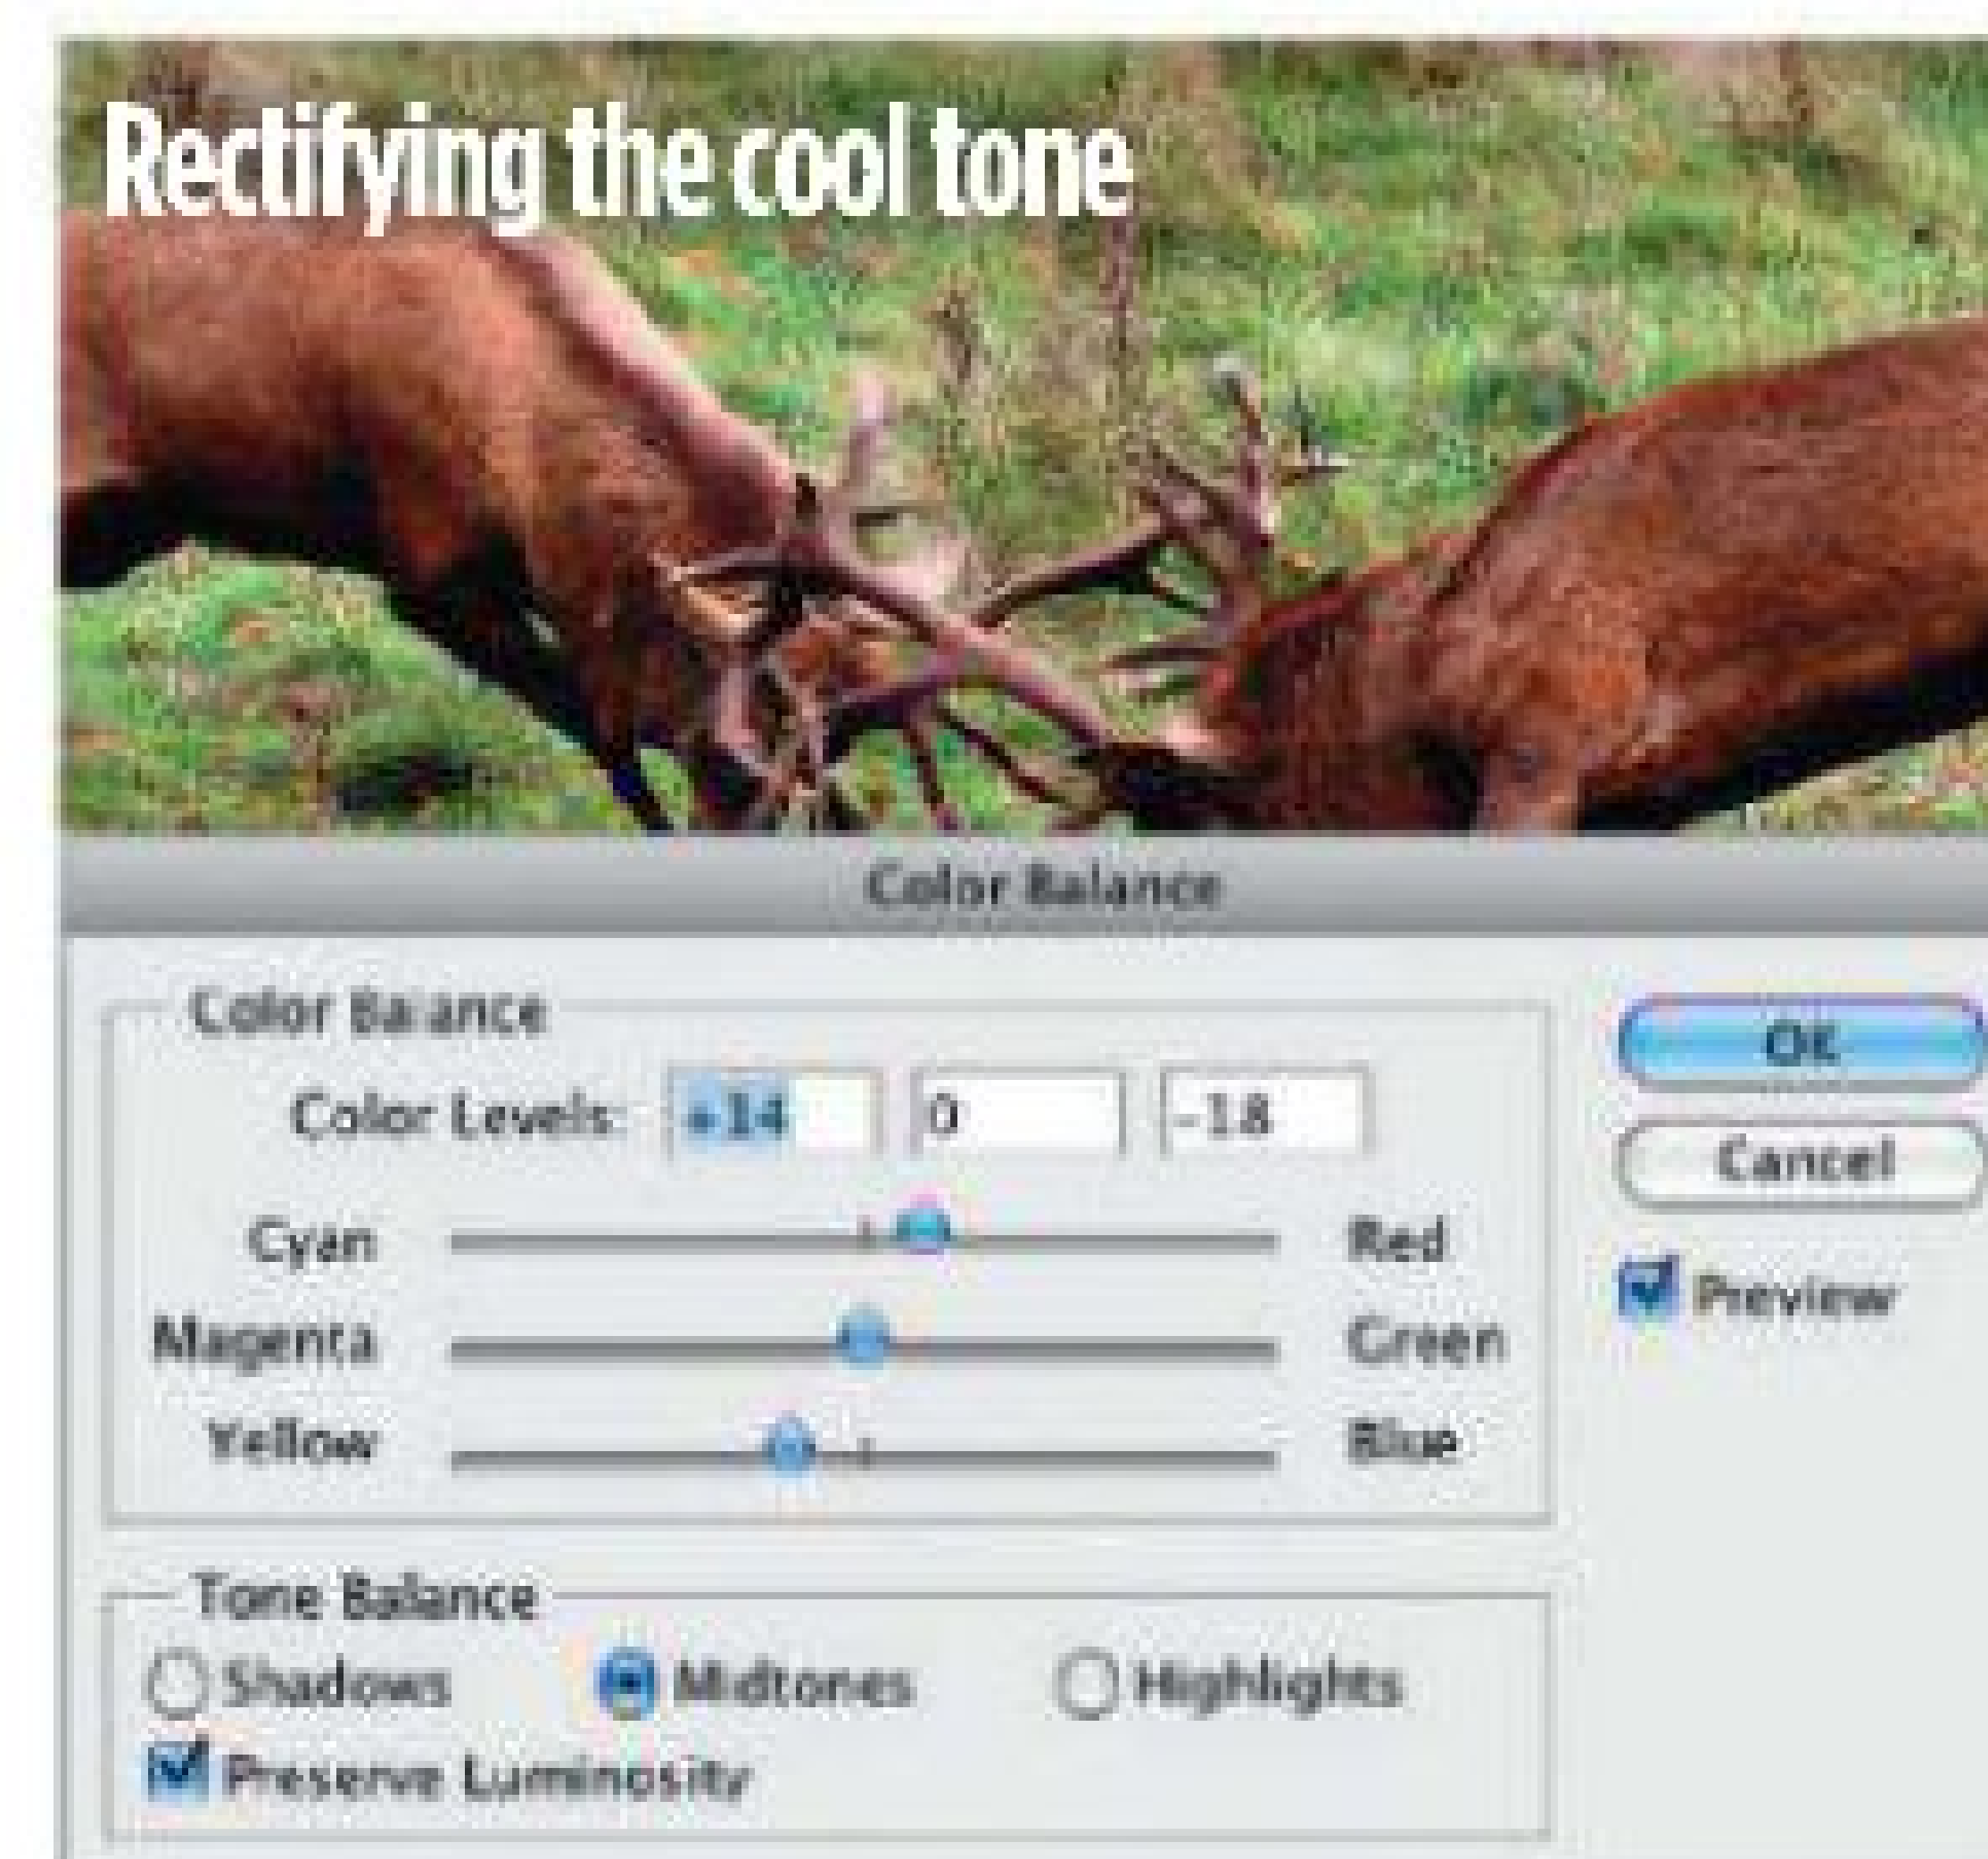 Rectifying the cool tone
Color Balance
Color Balance
Color Levels: +14 0 -18
Cyan Red
Magenta Green
Yellow Blue
OK
Cancel
Preview
Tone Balance
Shadows Midtones Highlights
Preserve Luminosity